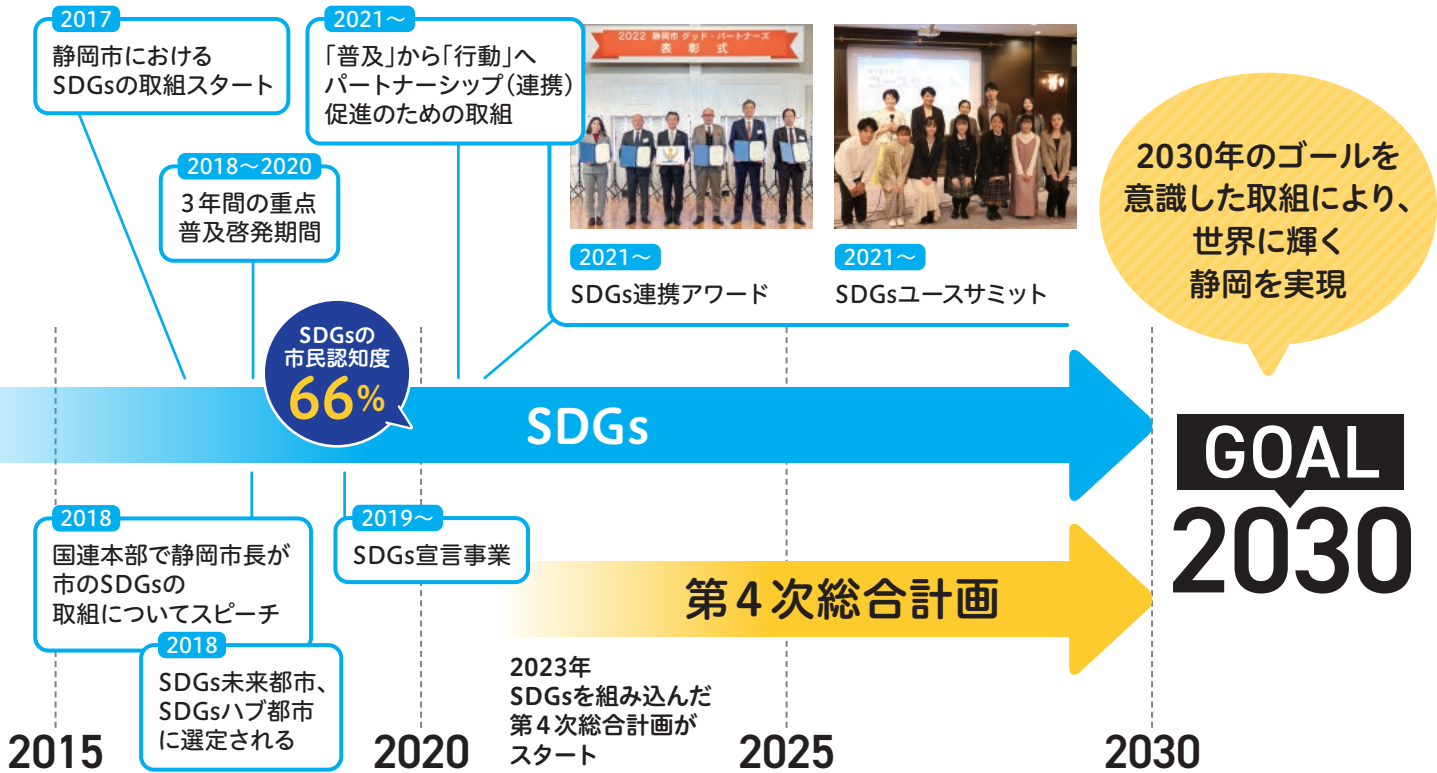 2017
静岡市における
SDGsの取組スタート
2018～2020
3年間の重点
普及啓発期間
2021～
「普及」から「行動」へ
パートナーシップ（連携）
促進のための取組
2022 静岡市 グッド・パートナーズ
表 彰 式
2021～
SDGs連携アワード
2021～
SDGsユースサミット
2030年のゴールを
意識した取組により、
世界に輝く
静岡を実現
SDGsの
市民認知度
66%
SDGs
GOAL
2030
2018
国連本部で静岡市長が
市のSDGsの
取組についてスピーチ
2018
SDGs未来都市、
SDGsハブ都市
に選定される
2019～
SDGs宣言事業
第4次総合計画
2023年
SDGsを組み込んだ
第4次総合計画が
スタート
2015
2020
2025
2030